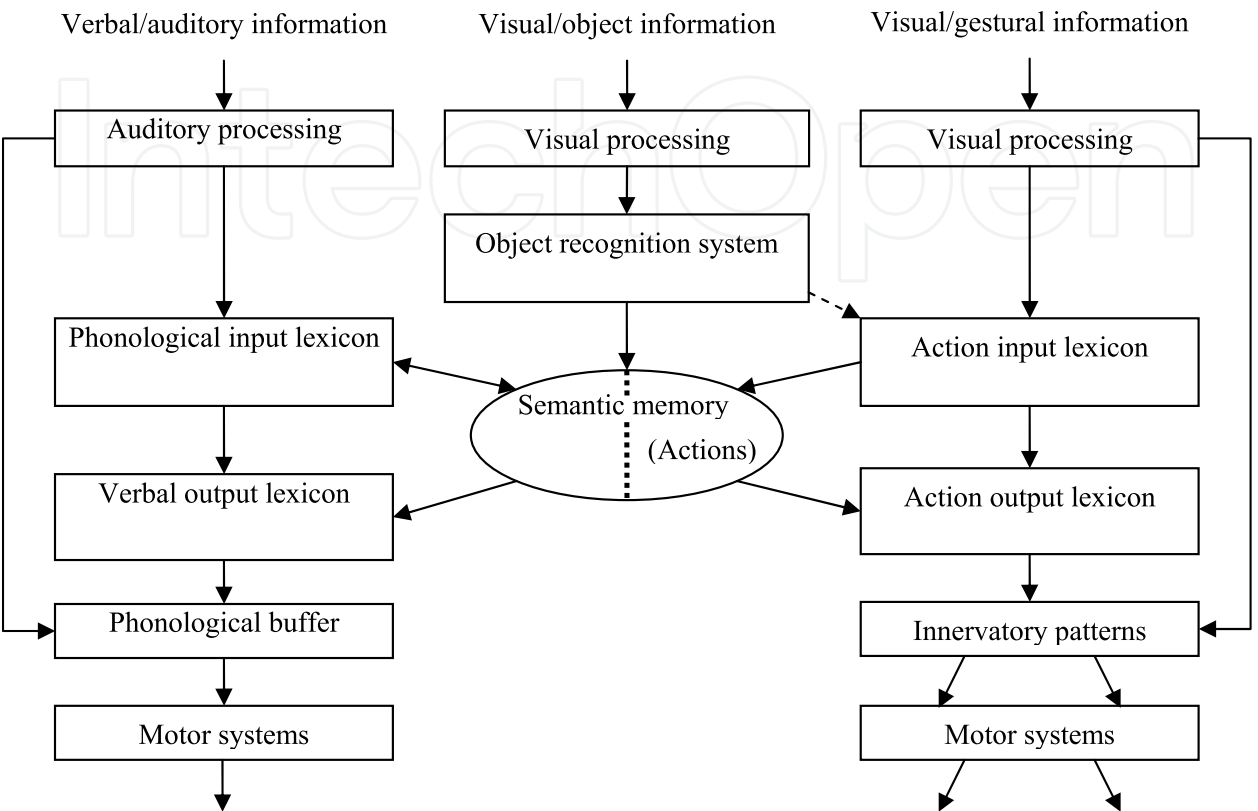 Verbal/auditory information
Visual/object information
Visual/gestural information
IntechOpen
Auditory processing
Visual processing
Visual processing
Object recognition system
Phonological input lexicon
Action input lexicon
Semantic memory
(Actions)
Verbal output lexicon
Action output lexicon
Phonological buffer
Innervatory patterns
Motor systems
Motor systems